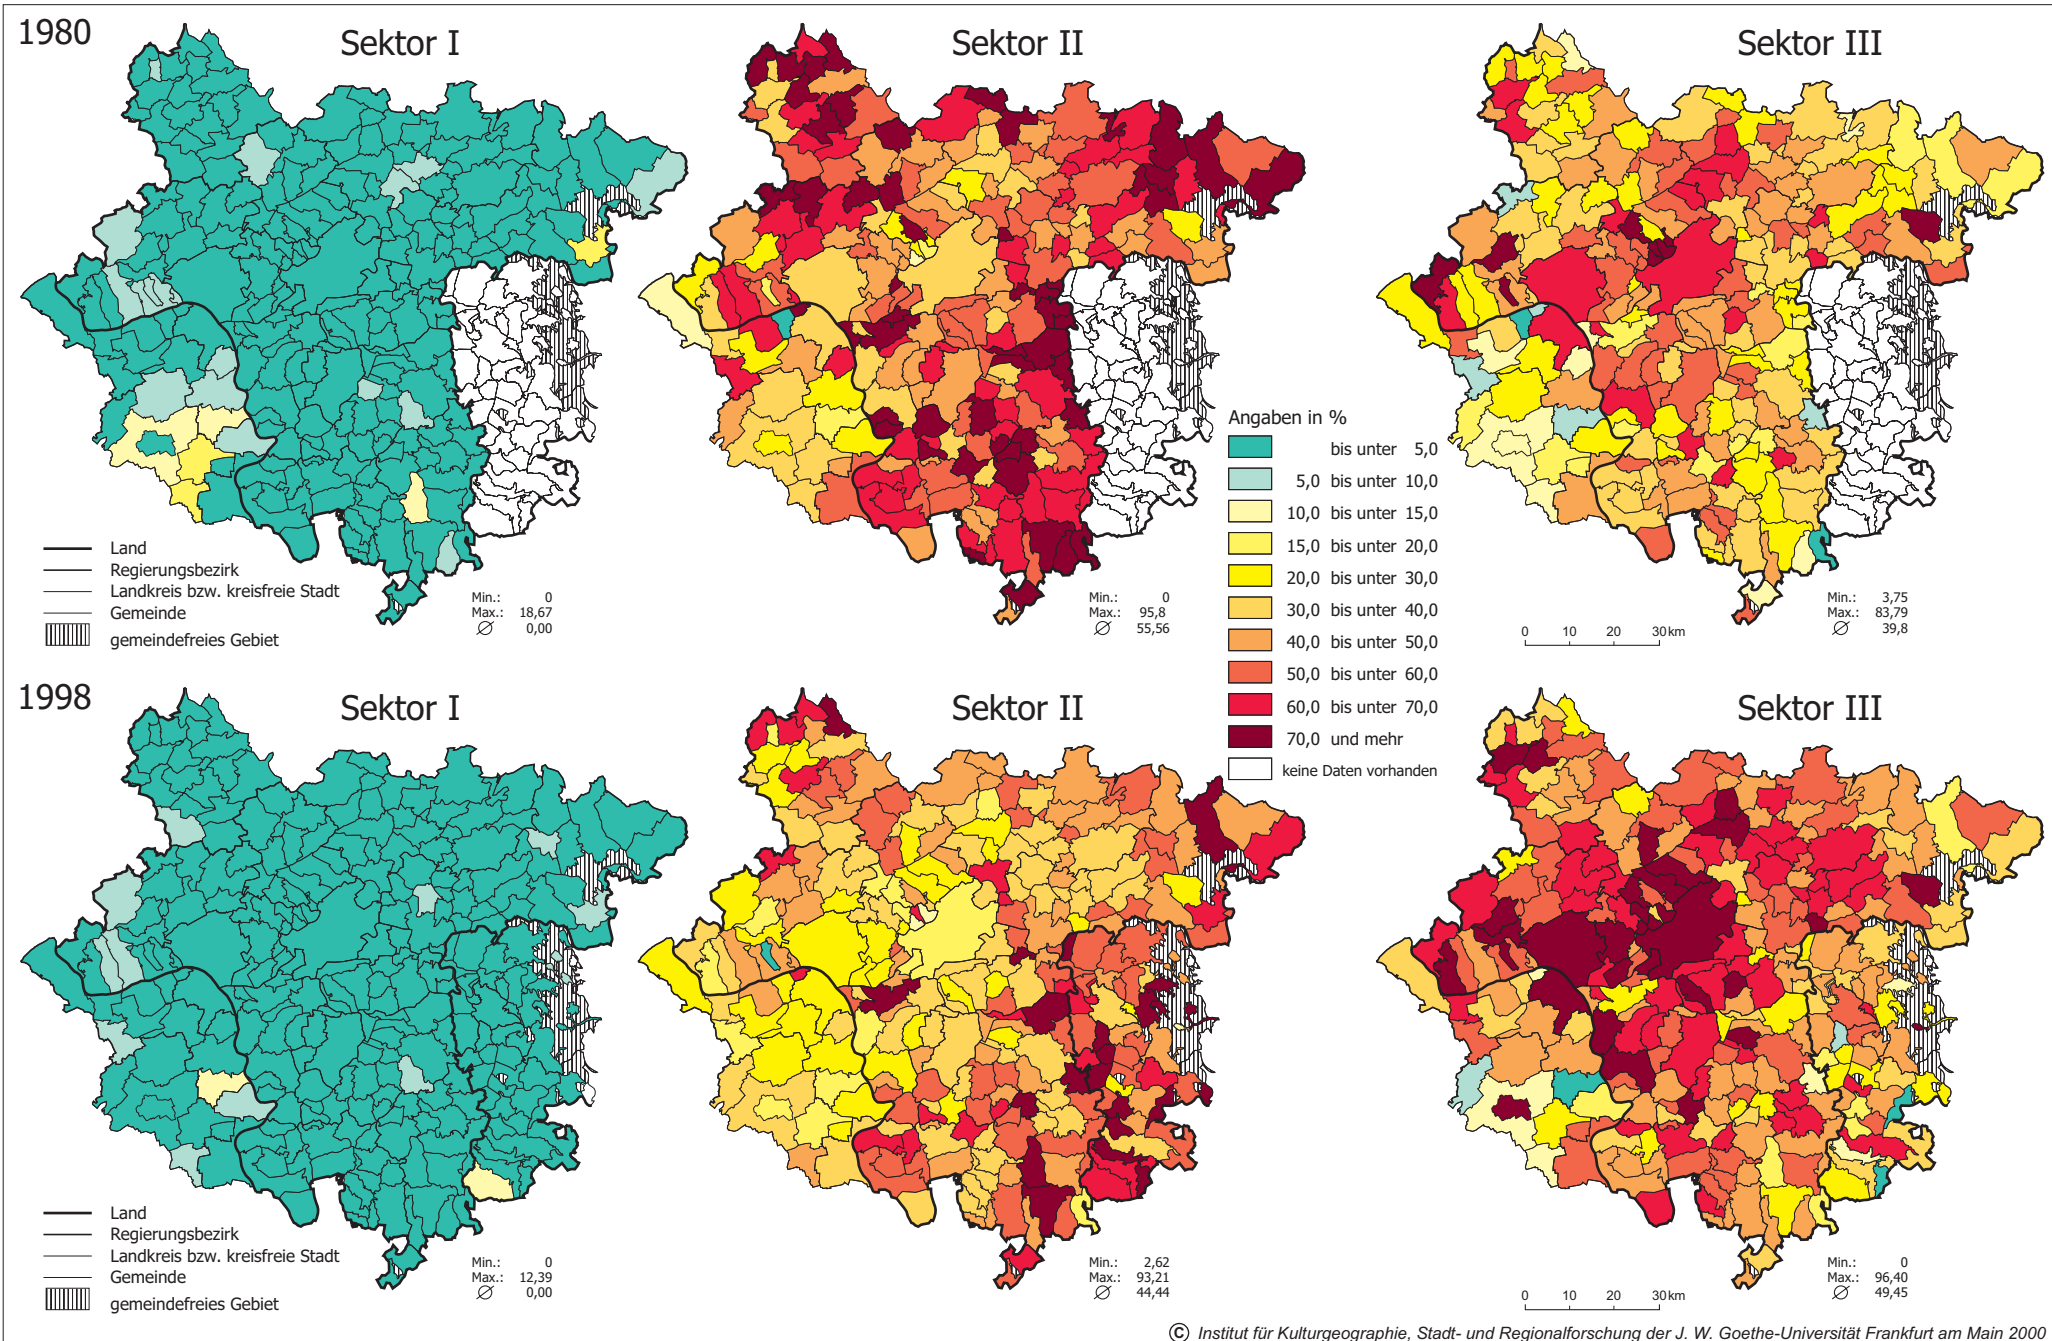 1980
Sektor I
Sektor II
Sektor III
Angaben in %
bis unter 5,0
5,0 bis unter 10,0
10,0 bis unter 15,0
15,0 bis unter 20,0
20,0 bis unter 30,0
30,0 bis unter 40,0
40,0 bis unter 50,0
50,0 bis unter 60,0
60,0 bis unter 70,0
70,0 und mehr
keine Daten vorhanden
Land
Regierungsbezirk
Landkreis bzw. kreisfreie Stadt
Gemeinde
gemeindefreies Gebiet
Min.: 0
Max.: 18,67
∅ 0,00
Min.: 0
Max.: 95,8
∅ 55,56
Min.: 3,75
Max.: 83,79
∅ 39,8
0 10 20 30 km
1998
Sektor I
Sektor II
Sektor III
Land
Regierungsbezirk
Landkreis bzw. kreisfreie Stadt
Gemeinde
gemeindefreies Gebiet
Min.: 0
Max.: 12,39
∅ 0,00
Min.: 2,62
Max.: 93,21
∅ 44,44
Min.: 0
Max.: 96,40
∅ 49,45
0 10 20 30 km
© Institut für Kulturgeographie, Stadt- und Regionalforschung der J. W. Goethe-Universität Frankfurt am Main 2000